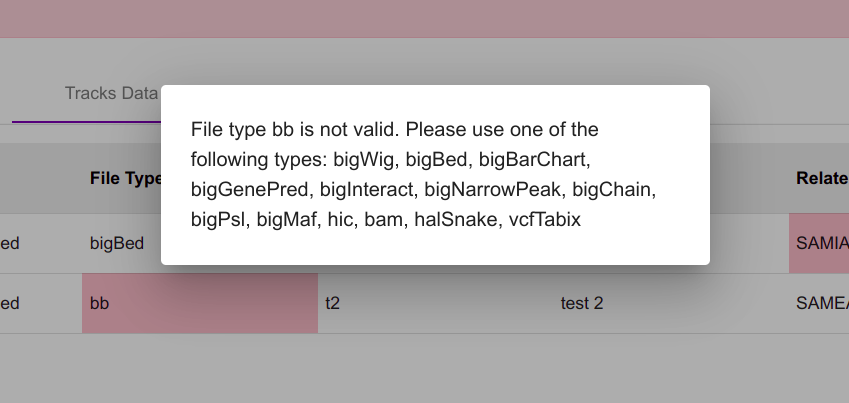 Tracks Data
File type bb is not valid. Please use one of the
following types: bigWig, bigBed, bigBarChart,
bigGenePred, bigInteract, bigNarrowPeak, bigChain,
bigPsl, bigMaf, hic, bam, halSnake, vcfTabix
File Type Relate
ed bigBed SAMIA
ed bb t2 test 2 SAMEA